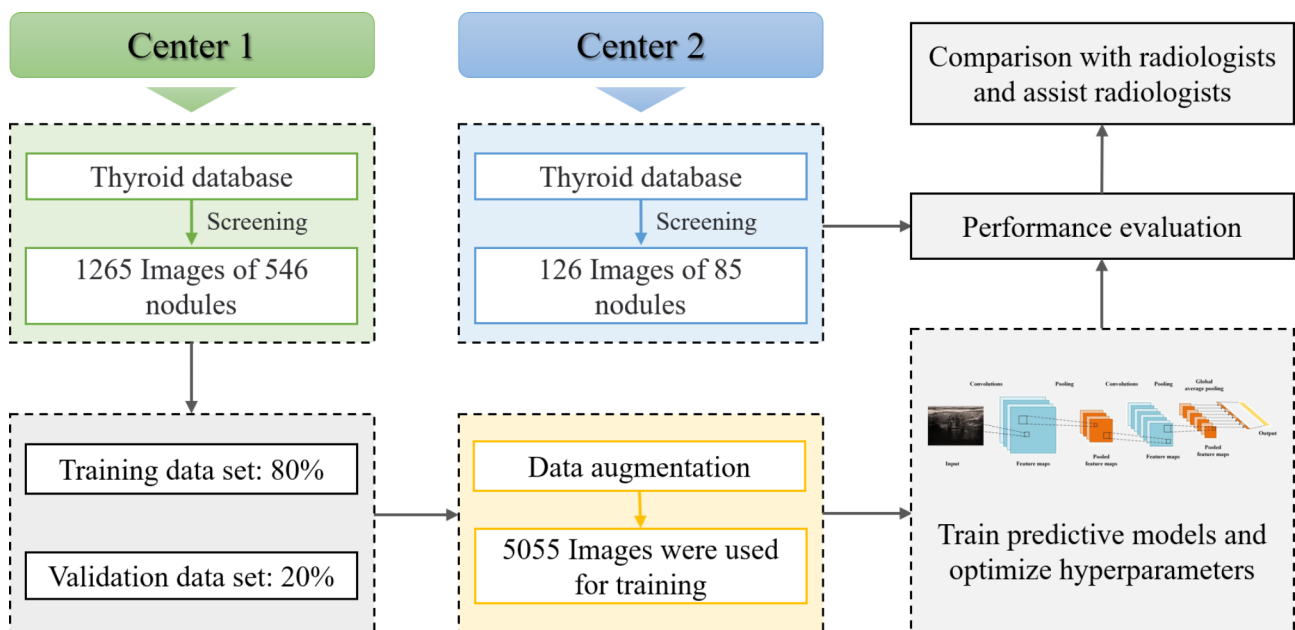 Center 1
Thyroid database
Screening
1265 Images of 546
nodules
Training data set: 80%
Validation data set: 20%
Center 2
Thyroid database
Screening
126 Images of 85
nodules
Data augmentation
5055 Images were used
for training
Comparison with radiologists
and assist radiologists
Performance evaluation
Convolutions
Pooling
Convolutions
Pooling
Global
average pooling
Input
Feature maps
Pooled
feature maps
Feature maps
Pooled
feature maps
Output
Train predictive models and
optimize hyperparameters